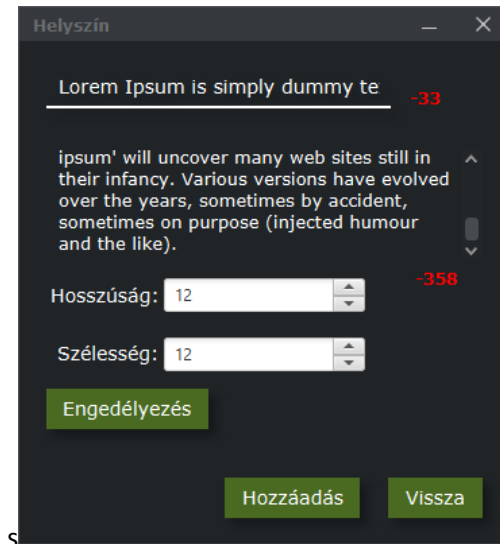 Helyszín
Lorem Ipsum is simply dummy te
-33
ipsum' will uncover many web sites still in
their infancy. Various versions have evolved
over the years, sometimes by accident,
sometimes on purpose (injected humour
and the like).
-358
Hosszúság: 12
Szélesség: 12
Engedélyezés
Hozzáadás Vissza
s